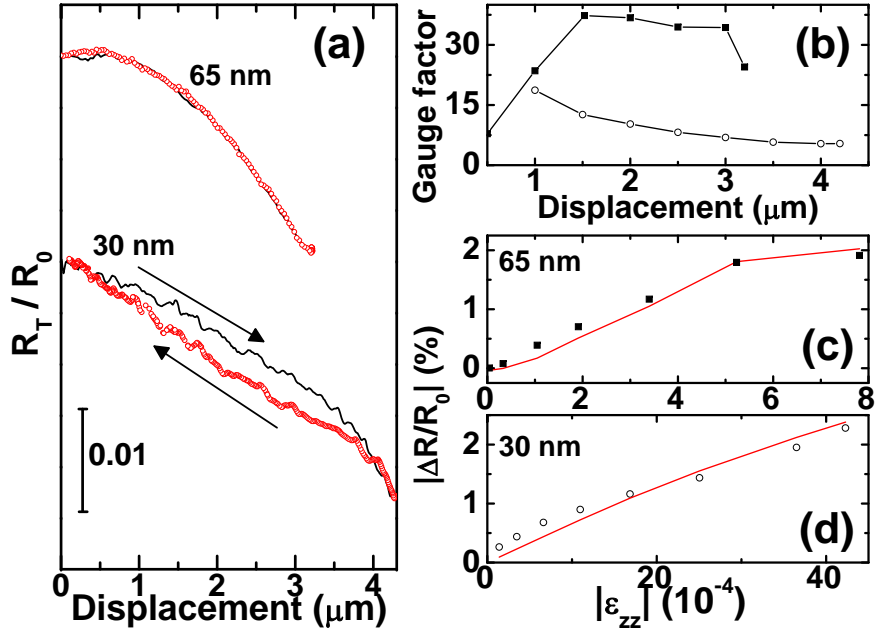 (a)
65 nm
30 nm
0.01
R_T / R_0
0 1 2 3 4
Displacement (μm)
(b)
Gauge factor
30
15
0
1 2 3 4
Displacement (μm)
65 nm
(c)
2
1
0
0 2 4 6 8
|ΔR/R_0| (%)
30 nm
(d)
2
1
0
0 20 40
|ε_zz| (10^-4)